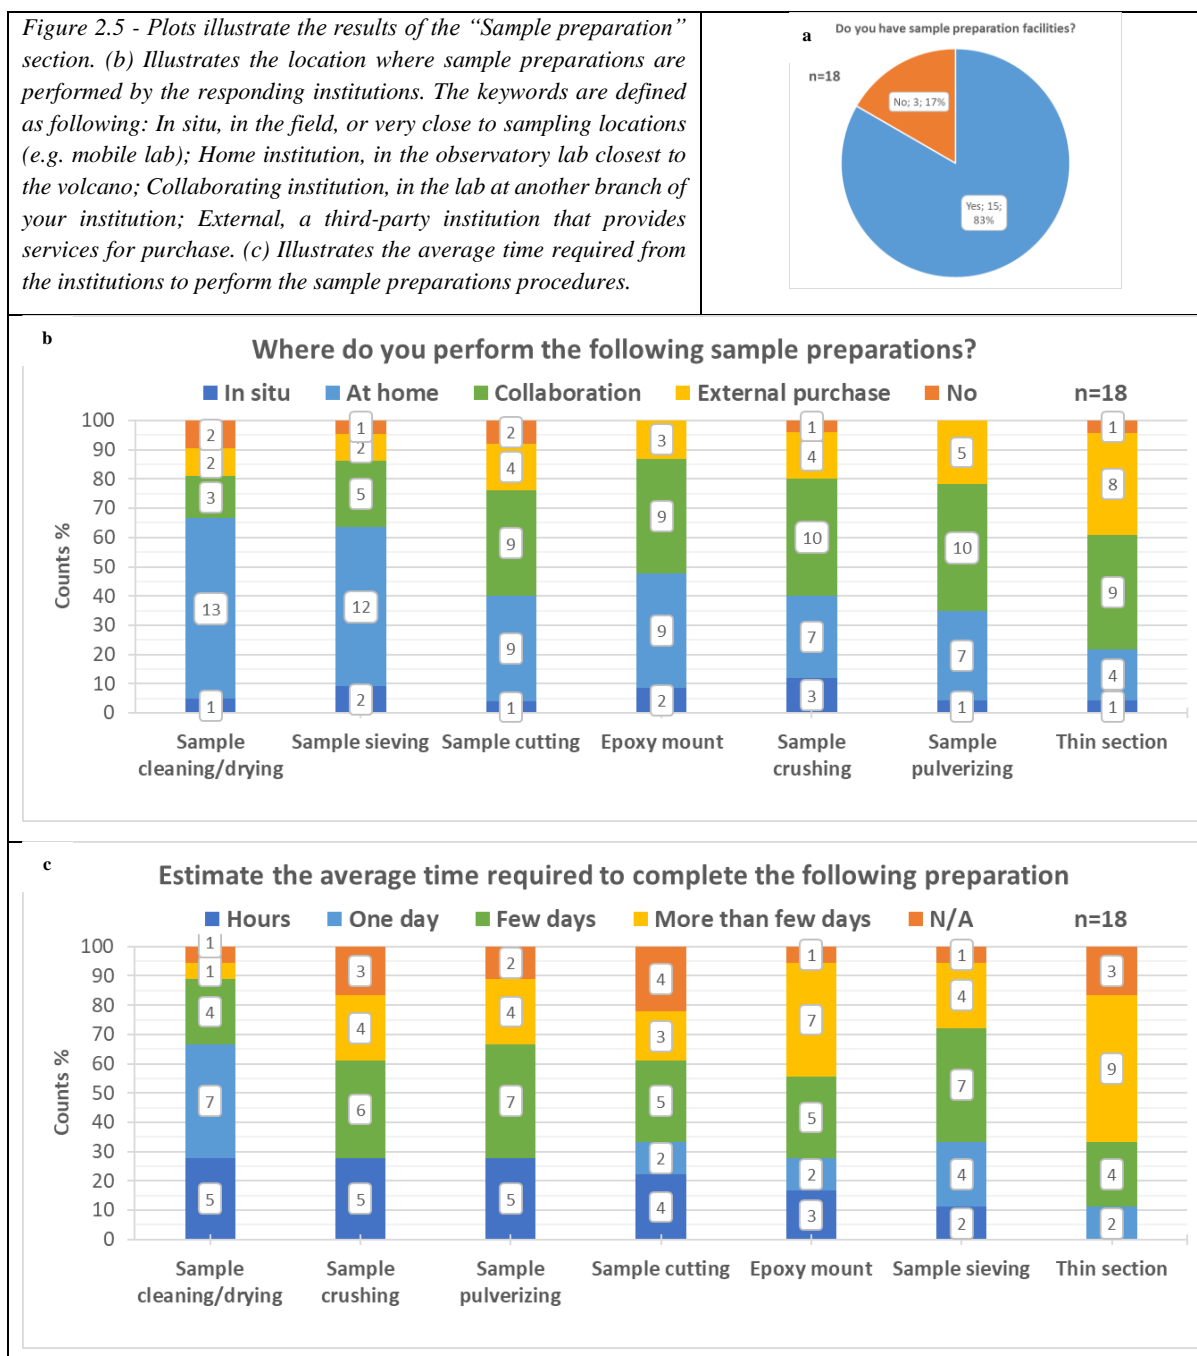 Figure 2.5 - Plots illustrate the results of the “Sample preparation”
section. (b) Illustrates the location where sample preparations are
performed by the responding institutions. The keywords are defined
as following: In situ, in the field, or very close to sampling locations
(e.g. mobile lab); Home institution, in the observatory lab closest to
the volcano; Collaborating institution, in the lab at another branch of
your institution; External, a third-party institution that provides
services for purchase. (c) Illustrates the average time required from
the institutions to perform the sample preparations procedures.
a
Do you have sample preparation facilities?
n=18
No; 3; 17%
Yes; 15;
83%
b
Where do you perform the following sample preparations?
In situ At home Collaboration External purchase No n=18
Counts %
100
90
80
70
60
50
40
30
20
10
0
2 1 2 3 1 5 1
2 2 4 9 4 10 8
3 5 9 9 10 7 9
13 12 9 2 7 1 4
1 2 1 3 1
Sample Sample sieving Sample cutting Epoxy mount Sample Sample Thin section
cleaning/drying crushing pulverizing
c
Estimate the average time required to complete the following preparation
Hours One day Few days More than few days N/A n=18
Counts %
100
90
80
70
60
50
40
30
20
10
0
1 3 2 4 1 1 3
1 4 4 3 7 4 9
4 6 7 5 5 7 4
7 5 5 2 2 4 2
5 4 3 2
Sample Sample Sample Sample cutting Epoxy mount Sample sieving Thin section
cleaning/drying crushing pulverizing